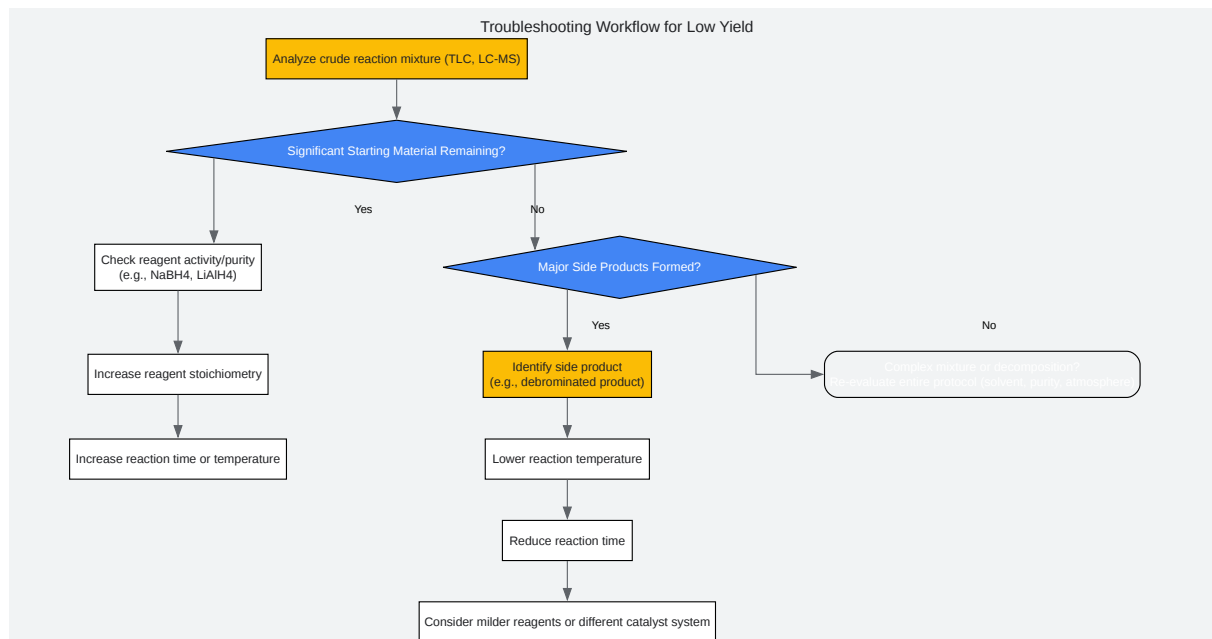 Troubleshooting Workflow for Low Yield
Analyze crude reaction mixture (TLC, LC-MS)
Significant Starting Material Remaining?
Yes
No
Check reagent activity/purity
(e.g., NaBH4, LiAlH4)
Major Side Products Formed?
Yes
No
Increase reagent stoichiometry
Identify side product
(e.g., debrominated product)
Complex mixture or decomposition?
Re-evaluate entire protocol (solvent, purity, atmosphere)
Increase reaction time or temperature
Lower reaction temperature
Reduce reaction time
Consider milder reagents or different catalyst system